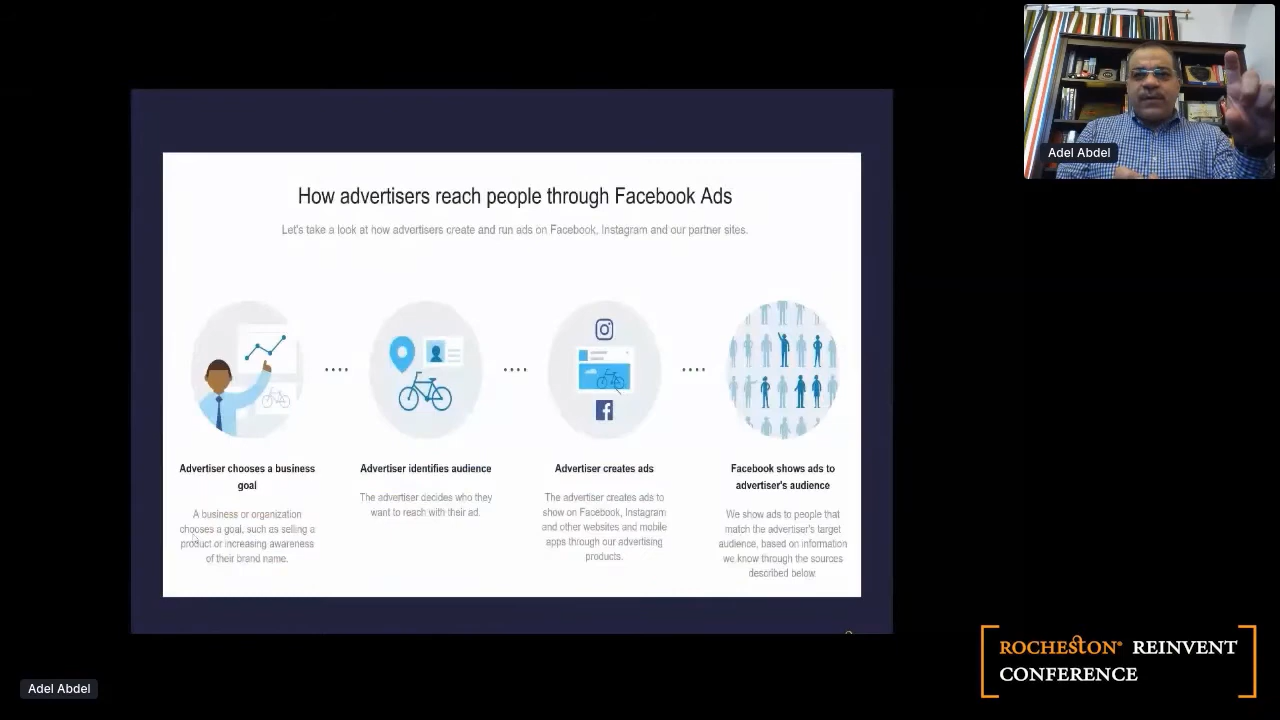 How advertisers reach people through Facebook Ads
Let's take a look at how advertisers create and run ads on Facebook, Instagram and our partner sites.
Advertiser chooses a business
goal
A business or organization
chooses a goal, such as selling a
product or increasing awareness
of their brand name.
Advertiser identifies audience
The advertiser decides who they
want to reach with their ad.
Advertiser creates ads
The advertiser creates ads to
show on Facebook, Instagram
and other websites and mobile
apps through our advertising
products.
Facebook shows ads to
advertiser's audience
We show ads to people that
match the advertiser's target
audience, based on information
we know through the sources
described below.
Adel Abdel
ROCHESTON® REINVENT
CONFERENCE
Adel Abdel